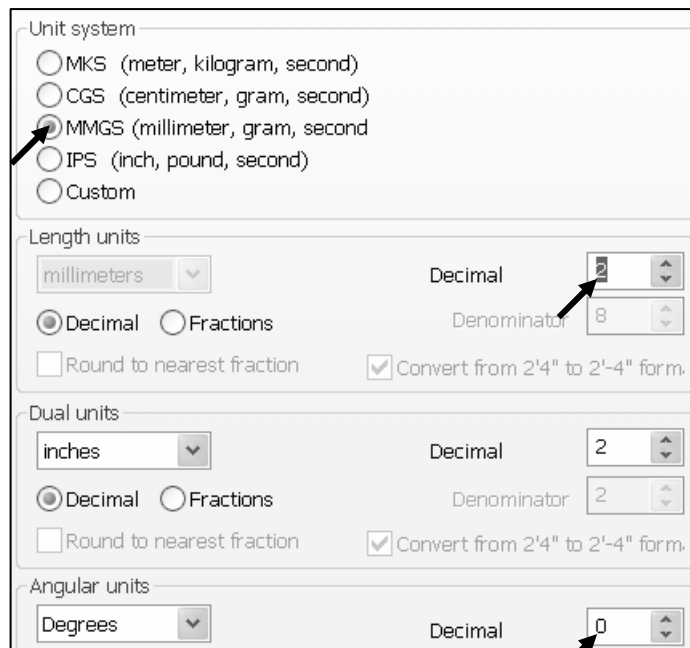 Unit system
MKS (meter, kilogram, second)
CGS (centimeter, gram, second)
MMGS (millimeter, gram, second
IPS (inch, pound, second)
Custom
Length units
millimeters Decimal 2
Decimal Fractions Denominator 8
Round to nearest fraction Convert from 2'4" to 2'-4" form.
Dual units
inches Decimal 2
Decimal Fractions Denominator 2
Round to nearest fraction Convert from 2'4" to 2'-4" form.
Angular units
Degrees Decimal 0